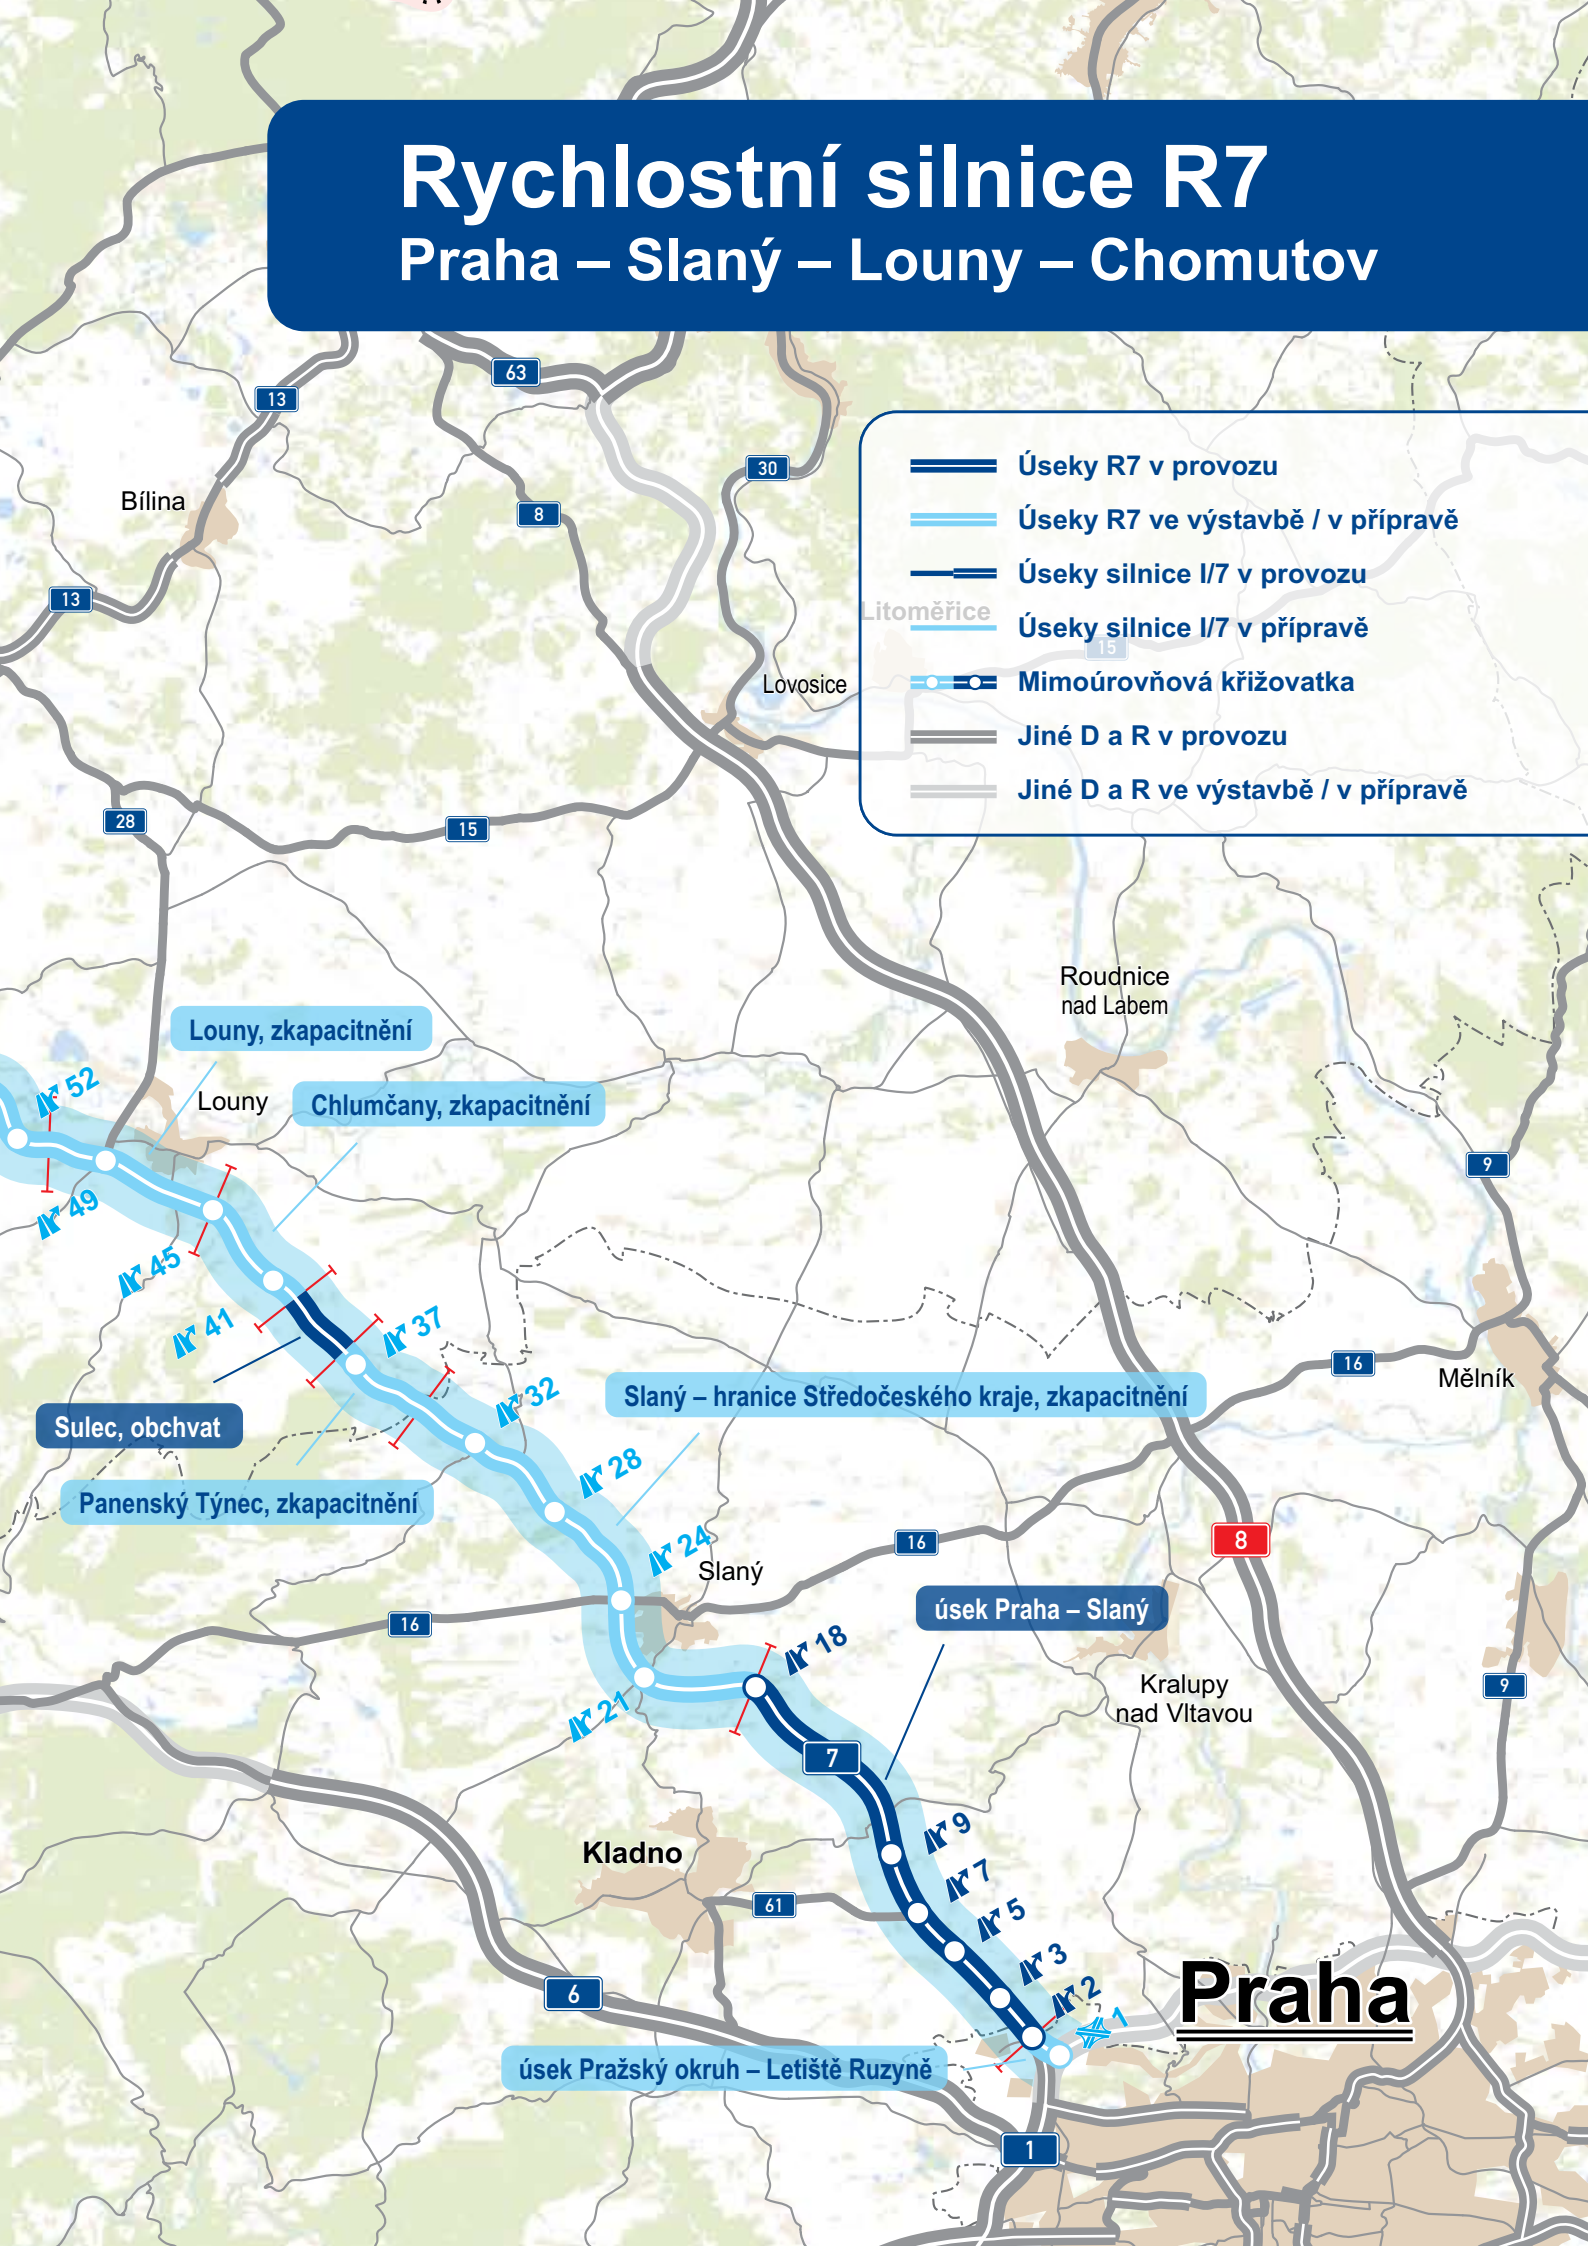 Rychlostní silnice R7
Praha – Slaný – Louny – Chomutov
63
13
Úseky R7 v provozu
30
Bílina
Úseky R7 ve výstavbě / v přípravě
8
Úseky silnice I/7 v provozu
13
Litoměřice
Úseky silnice I/7 v přípravě
15
Lovosice
Mimoúrovňová křižovatka
Jiné D a R v provozu
Jiné D a R ve výstavbě / v přípravě
28
15
Roudnice
nad Labem
Louny, zkapacitnění
52
Louny
Chlumčany, zkapacitnění
9
49
45
41
37
16
Mělník
32
Slaný – hranice Středočeského kraje, zkapacitnění
Sulec, obchvat
28
Panenský Týnec, zkapacitnění
24
16
8
Slaný
úsek Praha – Slaný
16
18
Kralupy
nad Vltavou
9
21
7
9
Kladno
7
61
5
3
Praha
6
2
1
úsek Pražský okruh – Letiště Ruzyně
1